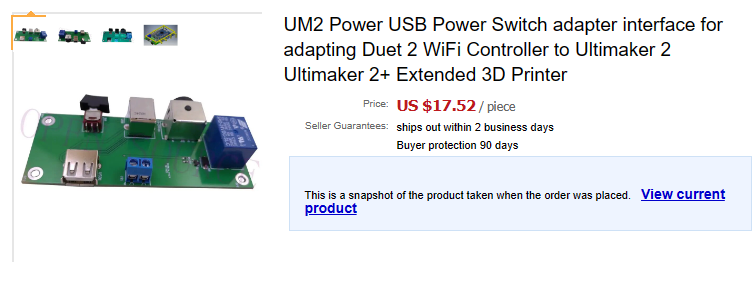 UM2 Power USB Power Switch adapter interface for
adapting Duet 2 WiFi Controller to Ultimaker 2
Ultimaker 2+ Extended 3D Printer
Price: US $17.52 / piece
Seller Guarantees: ships out within 2 business days
Buyer protection 90 days
This is a snapshot of the product taken when the order was placed. View current
product